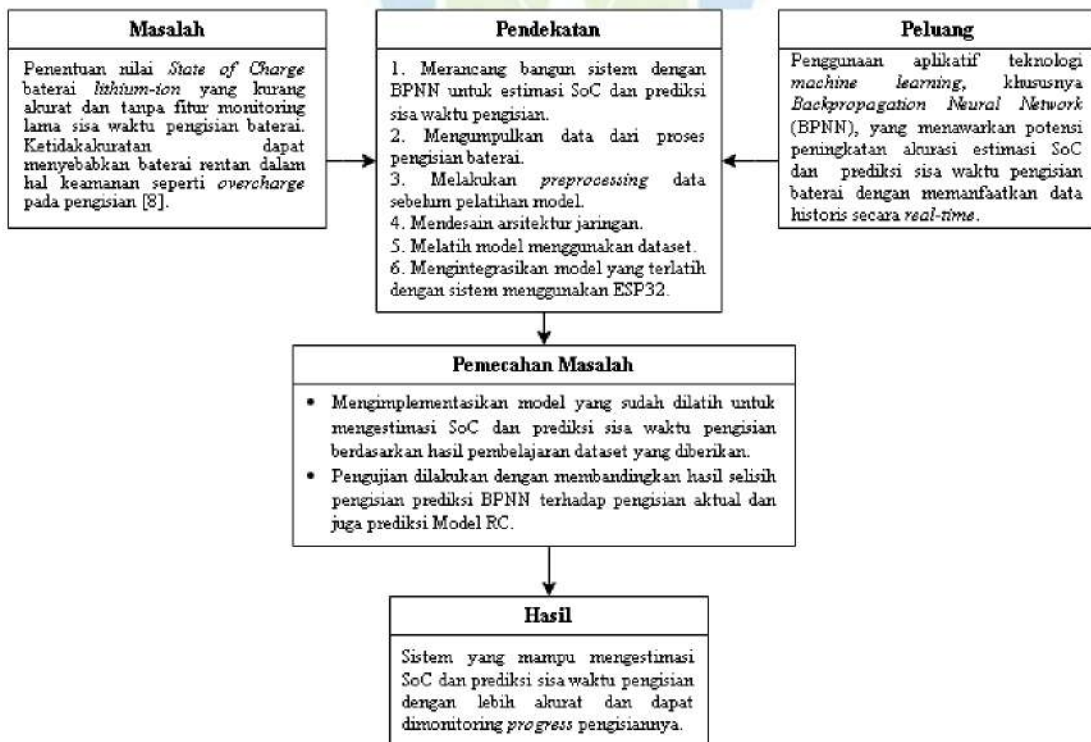 Masalah
Penentuan nilai State of Charge
baterai lithium-ion yang kurang
akurat dan tanpa fitur monitoring
lama sisa waktu pengisian baterai.
Ketidakakuratan dapat
menyebabkan baterai rentan dalam
hal keamanan seperti overcharge
pada pengisian [8].
Pendekatan
1. Merancang bangun sistem dengan
BPNN untuk estimasi SoC dan prediksi
sisa waktu pengisian.
2. Mengumpulkan data dari proses
pengisian baterai.
3. Melakukan preprocessing data
sebelum pelatihan model.
4. Mendesain arsitektur jaringan.
5. Melatih model menggunakan dataset.
6. Mengintegrasikan model yang terlatih
dengan sistem menggunakan ESP32.
Peluang
Penggunaan aplikatif teknologi
machine learning, khususnya
Backpropagation Neural Network
(BPNN), yang menawarkan potensi
peningkatan akurasi estimasi SoC
dan prediksi sisa waktu pengisian
baterai dengan memanfaatkan data
historis secara real-time.
Pemecahan Masalah
• Mengimplementasikan model yang sudah dilatih untuk
mengestimasi SoC dan prediksi sisa waktu pengisian
berdasarkan hasil pembelajaran dataset yang diberikan.
• Pengujian dilakukan dengan membandingkan hasil selisih
pengisian prediksi BPNN terhadap pengisian aktual dan
juga prediksi Model RC.
Hasil
Sistem yang mampu mengestimasi
SoC dan prediksi sisa waktu pengisian
dengan lebih akurat dan dapat
dimonitoring progress pengisiannya.